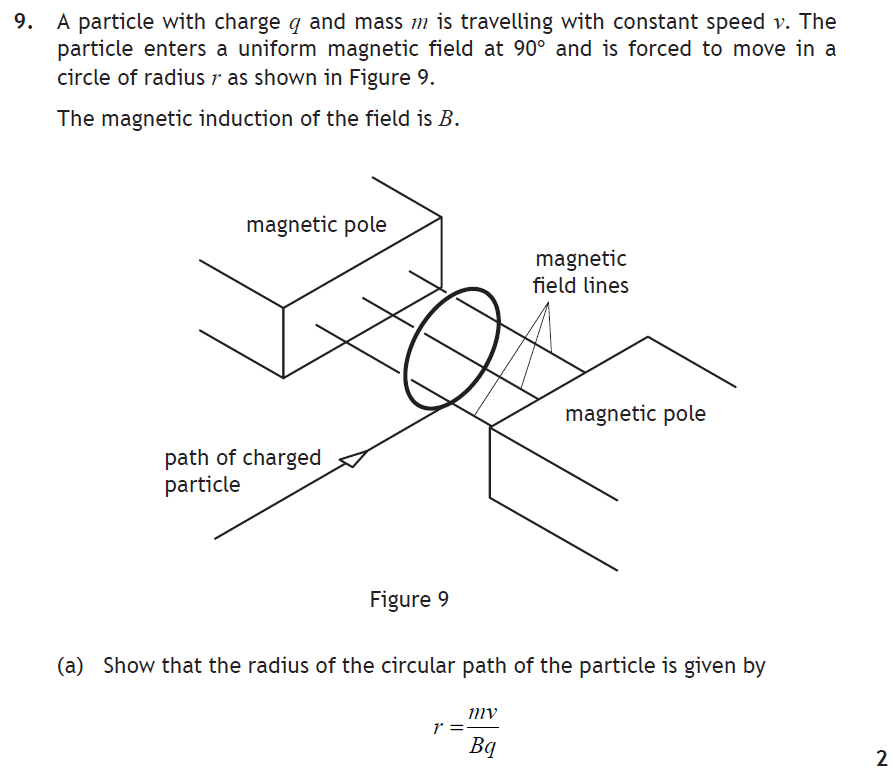 9. A particle with charge q and mass m is travelling with constant speed v. The
particle enters a uniform magnetic field at 90° and is forced to move in a
circle of radius r as shown in Figure 9.
The magnetic induction of the field is B.
magnetic pole
magnetic
field lines
magnetic pole
path of charged
particle
Figure 9
(a) Show that the radius of the circular path of the particle is given by
r = mv/Bq
2